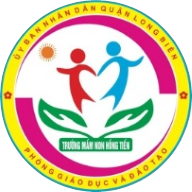 ỦY BAN NHÂN DÂN QUẬN LONG BIÊN
TRƯỜNG MẦM NON HỒNG TIẾN
PHÒNG GIÁO DỤC VÀ ĐÀO TẠO